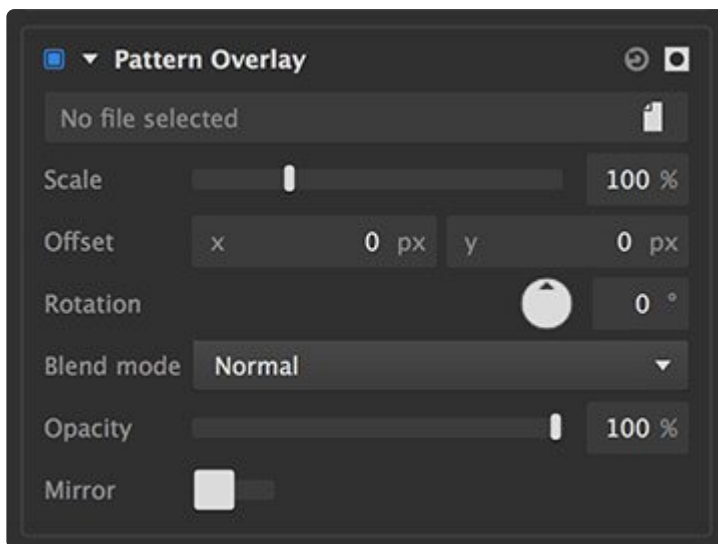 Pattern Overlay
No file selected
Scale 100 %
Offset x 0 px y 0 px
Rotation 0 °
Blend mode Normal
Opacity 100 %
Mirror